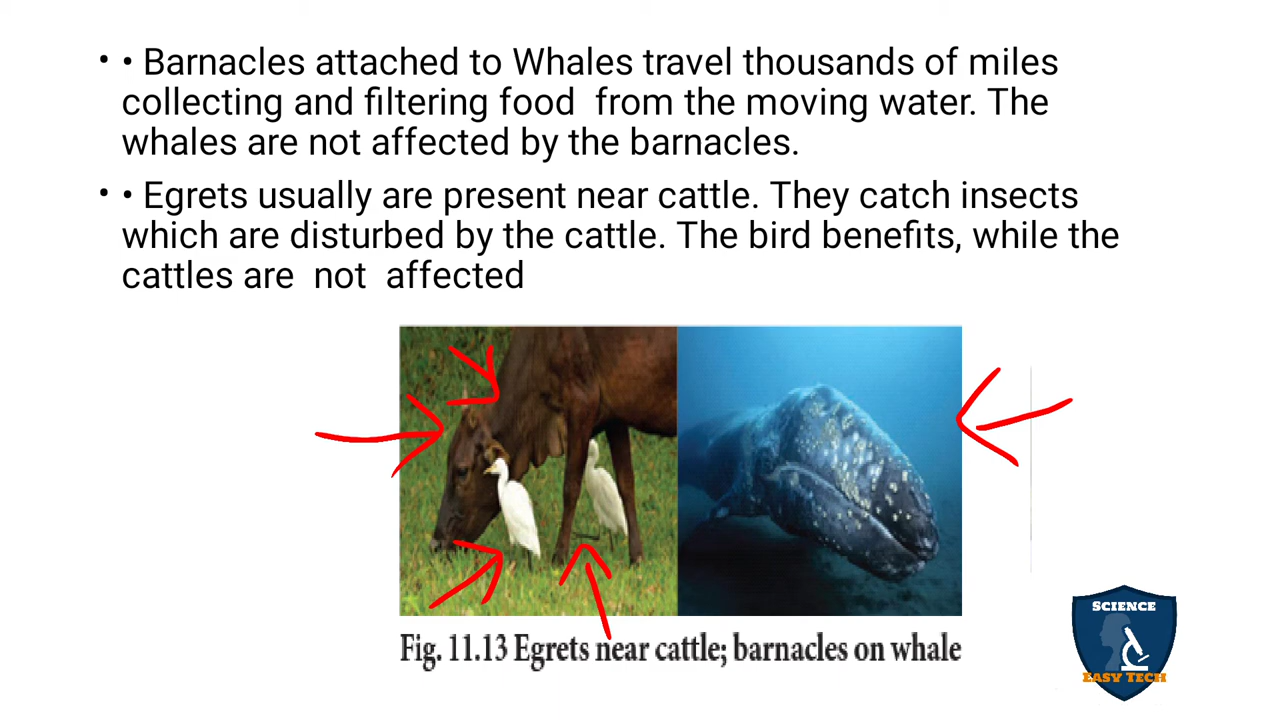 • • Barnacles attached to Whales travel thousands of miles
collecting and filtering food from the moving water. The
whales are not affected by the barnacles.
• • Egrets usually are present near cattle. They catch insects
which are disturbed by the cattle. The bird benefits, while the
cattles are not affected
Fig. 11.13 Egrets near cattle; barnacles on whale
SCIENCE
EASY TECH